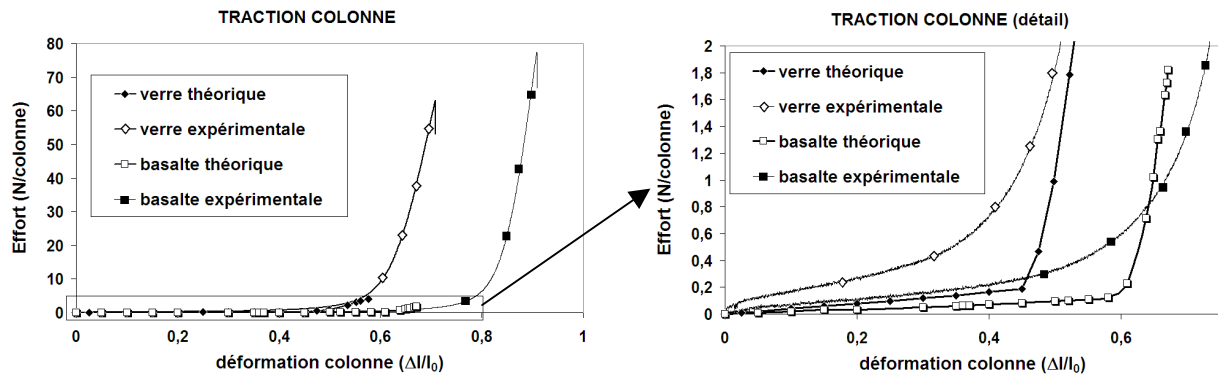 TRACTION COLONNE
Effort (N/colonne)
80
70
60
50
40
30
20
10
0
verre théorique
verre expérimentale
basalte théorique
basalte expérimentale
0 0,2 0,4 0,6 0,8 1
déformation colonne (Δl/l₀)
TRACTION COLONNE (détail)
Effort (N/colonne)
2
1,8
1,6
1,4
1,2
1
0,8
0,6
0,4
0,2
0
verre théorique
verre expérimentale
basalte théorique
basalte expérimentale
0 0,2 0,4 0,6
déformation colonne (Δl/l₀)